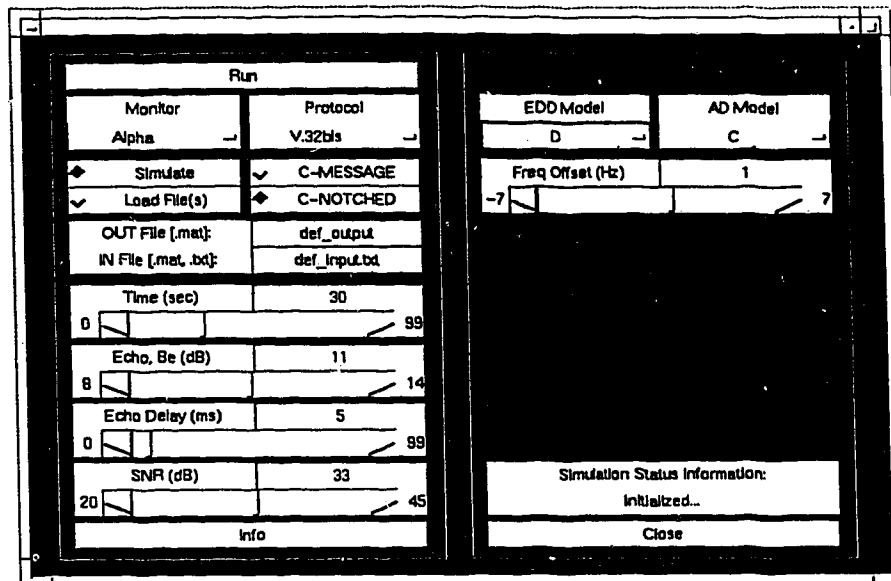 Run
Monitor
Protocol
Alpha
V.32bis
Simulate
C-MESSAGE
Load File(s)
C-NOTCHED
OUT File [.mat]:
def_output
IN File [.mat, .txt]:
def_input.txt
Time (sec)
30
0
99
Echo, Be (dB)
11
8
14
Echo Delay (ms)
5
0
99
SNR (dB)
33
20
45
Info
EDD Model
AD Model
D
C
Freq Offset (Hz)
1
-7
7
Simulation Status Information:
Initialized...
Close